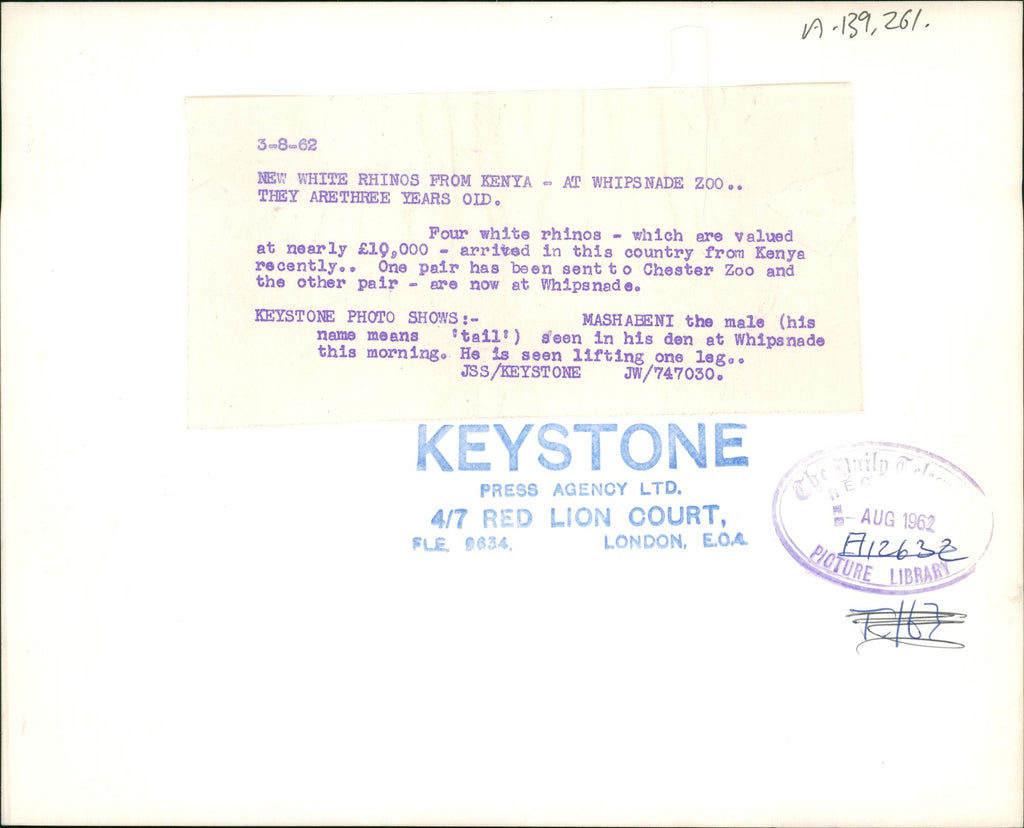 A.139,261.
3-8-62
NEW WHITE RHINOS FROM KENYA - AT WHIPSNADE ZOO..
THEY ARETHREE YEARS OLD.
Four white rhinos - which are valued
at nearly £10,000 - arrived in this country from Kenya
recently.. One pair has been sent to Chester Zoo and
the other pair - are now at Whipsnade.
KEYSTONE PHOTO SHOWS:- MASHABENI the male (his
name means 'tail') seen in his den at Whipsnade
this morning. He is seen lifting one leg..
JSS/KEYSTONE JW/747030.
KEYSTONE
PRESS AGENCY LTD.
4/7 RED LION COURT,
FLE. 9634. LONDON, E.C.4.
The Daily
AUG 1962
PICTURE LIBRARY